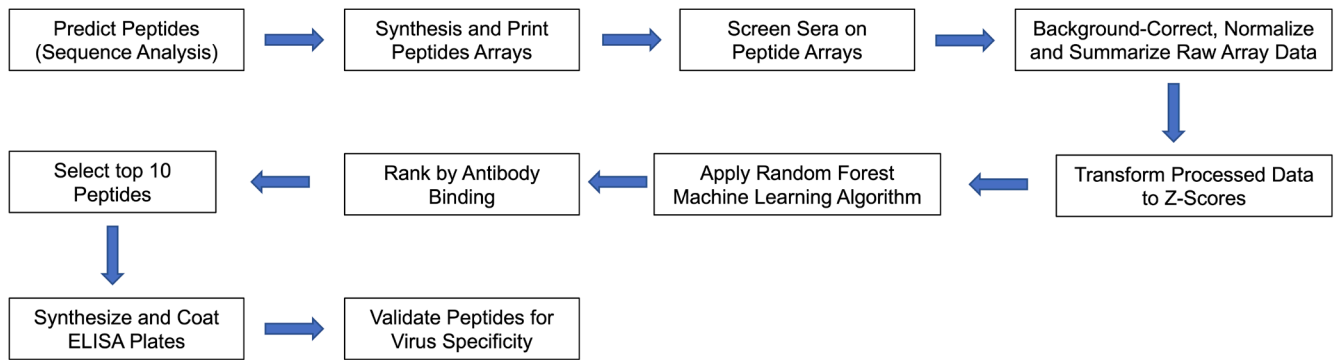 Predict Peptides
(Sequence Analysis)
Synthesis and Print
Peptides Arrays
Screen Sera on
Peptide Arrays
Background-Correct, Normalize
and Summarize Raw Array Data
Transform Processed Data
to Z-Scores
Apply Random Forest
Machine Learning Algorithm
Rank by Antibody
Binding
Select top 10
Peptides
Synthesize and Coat
ELISA Plates
Validate Peptides for
Virus Specificity